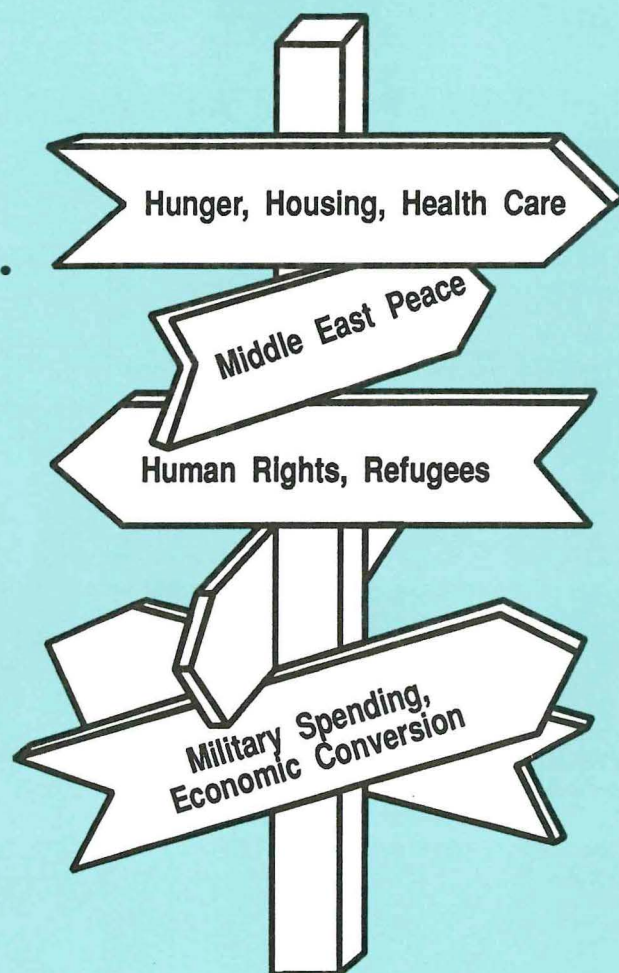 Hunger, Housing, Health Care
Middle East Peace
Human Rights, Refugees
Military Spending,
Economic Conversion